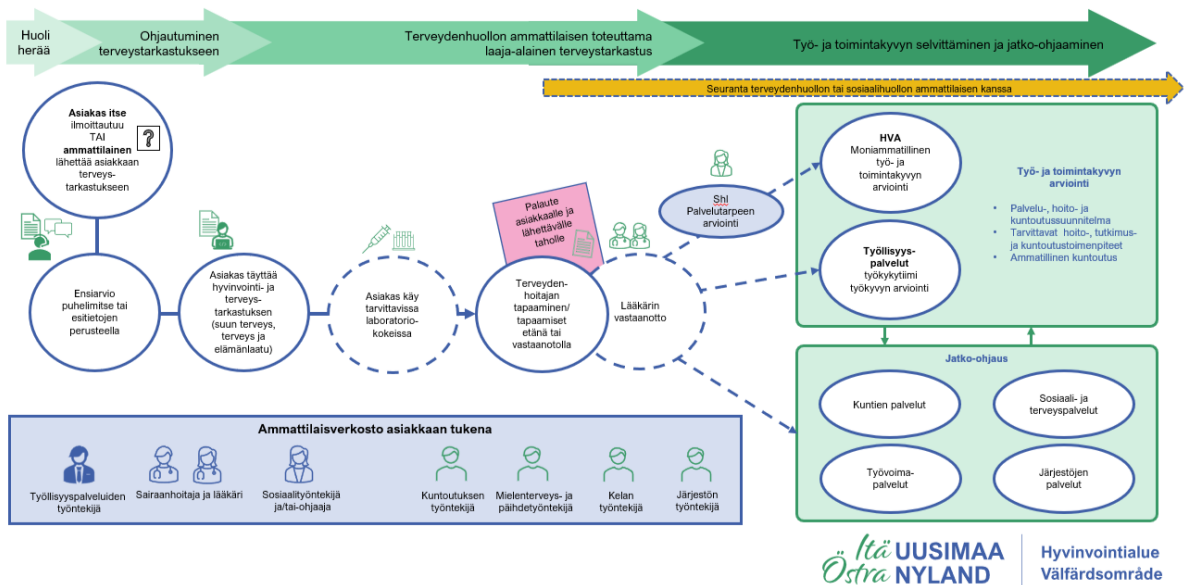 Huoli
herää
Ohjautuminen
terveystarkastukseen
Terveydenhuollon ammattilaisen toteuttama
laaja-alainen terveystarkastus
Työ- ja toimintakyvyn selvittäminen ja jatko-ohjaaminen
Seuranta terveydenhuollon tai sosiaalihuollon ammattilaisen kanssa
Asiakas itse
ilmoittautuu
TAI
ammattilainen
lähettää asiakkaan
terveys-
tarkastukseen
?
Ensiarvio
puhelimitse tai
esitietojen
perusteella
Asiakas täyttää
hyvinvointi- ja
terveys-
tarkastuksen
(suun terveys,
terveys ja
elämänlaatu)
Asiakas käy
tarvittavissa
laboratorio-
kokeissa
Palaute
asiakkaalle ja
lähettävälle
taholle
Terveyden-
hoitajan
tapaaminen/
tapaamiset
etänä tai
vastaanotolla
Lääkärin
vastaanotto
Shl
Palvelutarpeen
arviointi
HVA
Moniammatillinen
työ- ja
toimintakyvyn
arviointi
Työllisyys-
palvelut
työkykytiimi
työkyvyn arviointi
Työ- ja toimintakyvyn
arviointi
• Palvelu-, hoito- ja
kuntoutussuunnitelma
• Tarvittavat hoito-, tutkimus-
ja kuntoutustoimenpiteet
• Ammatillinen kuntoutus
Jatko-ohjaus
Kuntien palvelut
Sosiaali- ja
terveyspalvelut
Työvoima-
palvelut
Järjestöjen
palvelut
Ammattilaisverkosto asiakkaan tukena
Työllisyyspalveluiden
työntekijä
Sairaanhoitaja ja lääkäri
Sosiaalityöntekijä
ja/tai-ohjaaja
Kuntoutuksen
työntekijä
Mielenterveys- ja
päihdetyöntekijä
Kelan
työntekijä
Järjestön
työntekijä
Itä UUSIMAA
Östra NYLAND
Hyvinvointialue
Välfärdsområde